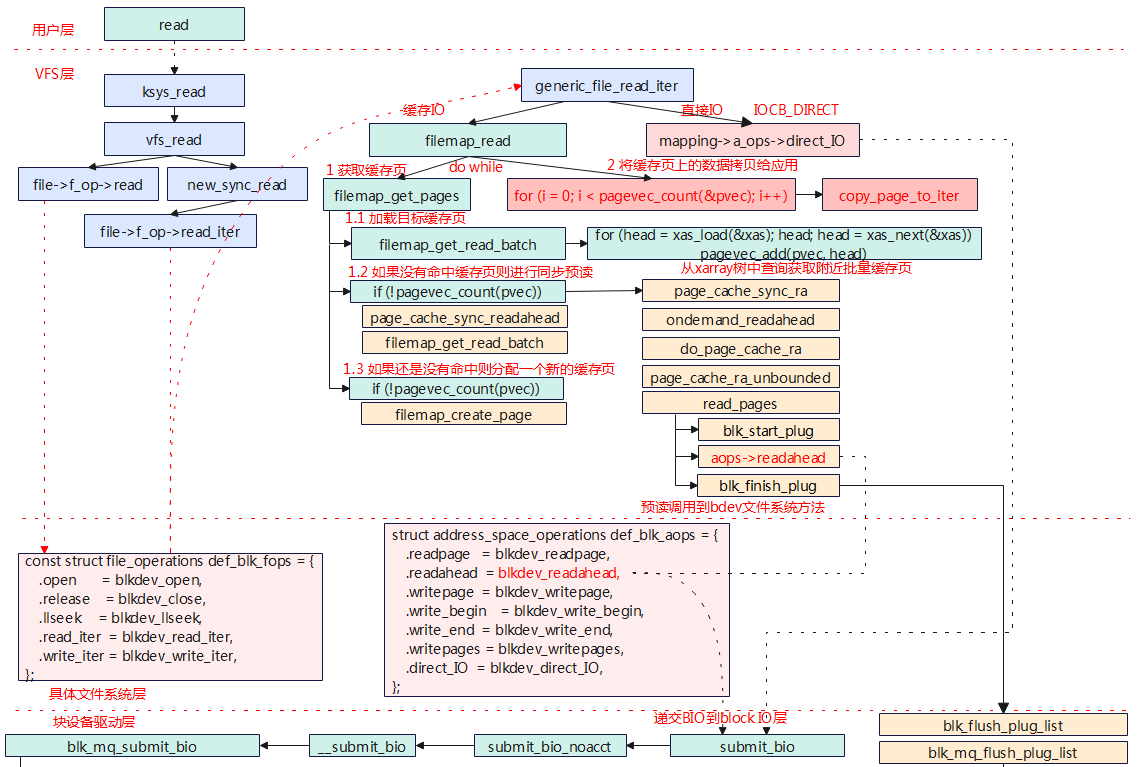 read
用户层
VFS层
ksys_read
generic_file_read_iter
缓存IO
直接IO
IOCB_DIRECT
vfs_read
filemap_read
mapping->a_ops->direct_IO
do while
1 获取缓存页
2 将缓存页上的数据拷贝给应用
file->f_op->read
new_sync_read
filemap_get_pages
for (i = 0; i < pagevec_count(&pvec); i++)
copy_page_to_iter
file->f_op->read_iter
1.1 加载目标缓存页
filemap_get_read_batch
for (head = xas_load(&xas); head; head = xas_next(&xas))
pagevec_add(pvec, head)
从xarray树中查询获取附近批量缓存页
1.2 如果没有命中缓存页则进行同步预读
if (!pagevec_count(pvec))
page_cache_sync_ra
page_cache_sync_readahead
ondemand_readahead
filemap_get_read_batch
do_page_cache_ra
1.3 如果还是没有命中则分配一个新的缓存页
page_cache_ra_unbounded
if (!pagevec_count(pvec))
read_pages
filemap_create_page
blk_start_plug
aops->readahead
blk_finish_plug
预读调用到bdev文件系统方法
const struct file_operations def_blk_fops = {
.open = blkdev_open,
.release = blkdev_close,
.llseek = blkdev_llseek,
.read_iter = blkdev_read_iter,
.write_iter = blkdev_write_iter,
};
struct address_space_operations def_blk_aops = {
.readpage = blkdev_readpage,
.readahead = blkdev_readahead,
.writepage = blkdev_writepage,
.write_begin = blkdev_write_begin,
.write_end = blkdev_write_end,
.writepages = blkdev_writepages,
.direct_IO = blkdev_direct_IO,
};
具体文件系统层
块设备驱动层
递交BIO到block IO层
blk_flush_plug_list
blk_mq_submit_bio
__submit_bio
submit_bio_noacct
submit_bio
blk_mq_flush_plug_list